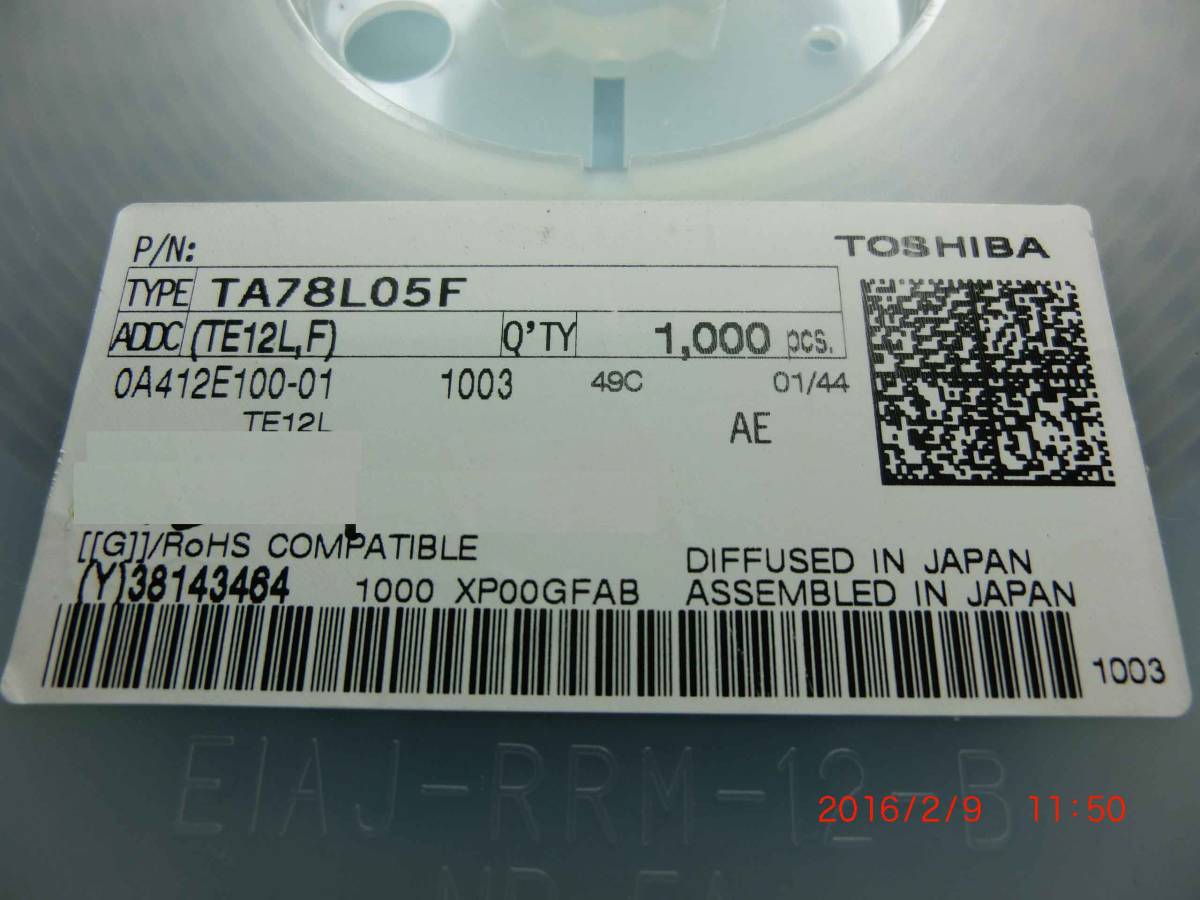 P/N:
TOSHIBA
TYPE TA78L05F
ADDC (TE12L,F) Q'TY 1,000 pcs.
0A412E100-01 1003 49C 01/44
TE12L
AE
[[G]]/RoHS COMPATIBLE
DIFFUSED IN JAPAN
(Y)38143464 1000 XP00GFAB ASSEMBLED IN JAPAN
1003
EIAJ-RRM-12-B
2016/2/9 11:50